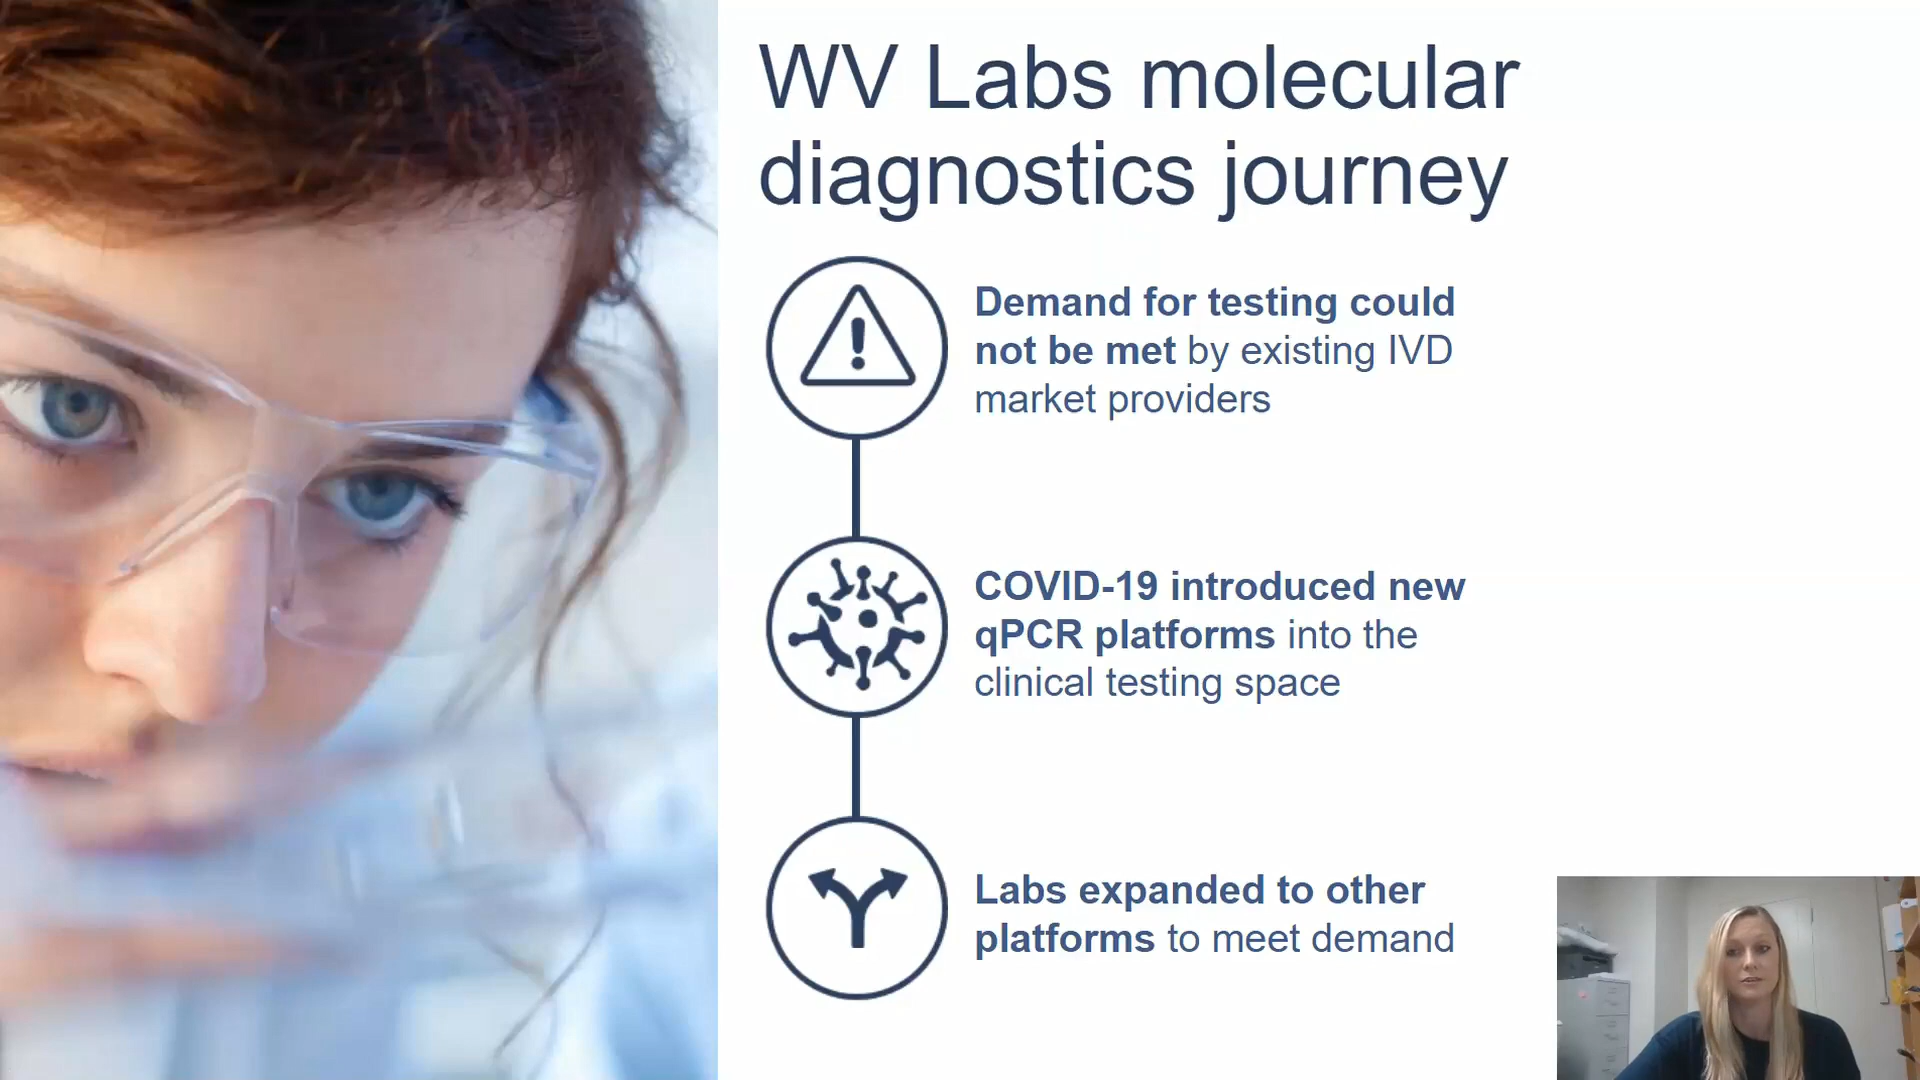 WV Labs molecular
diagnostics journey
Demand for testing could
not be met by existing IVD
market providers
COVID-19 introduced new
qPCR platforms into the
clinical testing space
Labs expanded to other
platforms to meet demand